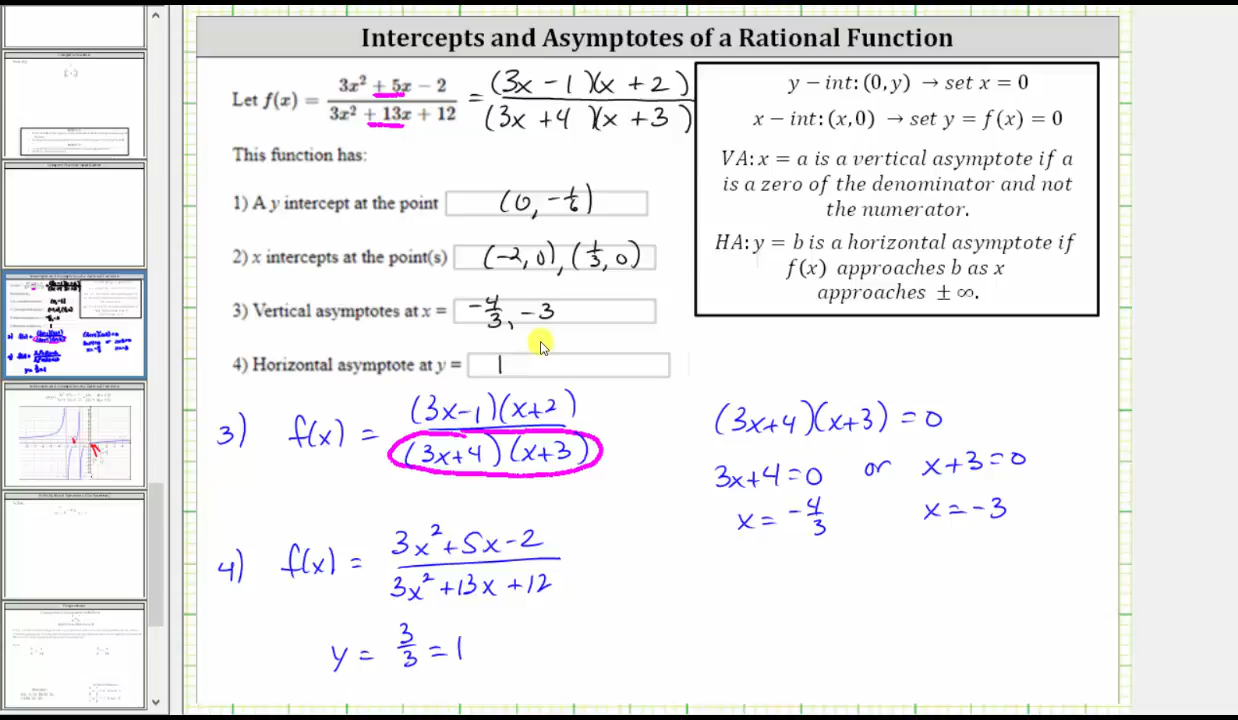 Intercepts and Asymptotes of a Rational Function
Let f(x) = 3x² + 5x − 2 / 3x² + 13x + 12 = (3x − 1)(x + 2) / (3x + 4)(x + 3)
This function has:
1) A y intercept at the point (0, −1/6)
2) x intercepts at the point(s) (−2, 0), (1/3, 0)
3) Vertical asymptotes at x = −4/3, −3
4) Horizontal asymptote at y = 1
y − int: (0, y) → set x = 0
x − int: (x, 0) → set y = f(x) = 0
VA: x = a is a vertical asymptote if a
is a zero of the denominator and not
the numerator.
HA: y = b is a horizontal asymptote if
f(x) approaches b as x
approaches ± ∞.
3) f(x) = (3x−1)(x+2) / (3x+4)(x+3)
(3x+4)(x+3) = 0
3x+4=0 or x+3=0
x = −4/3 x = −3
4) f(x) = 3x²+5x−2 / 3x²+13x+12
y = 3/3 = 1